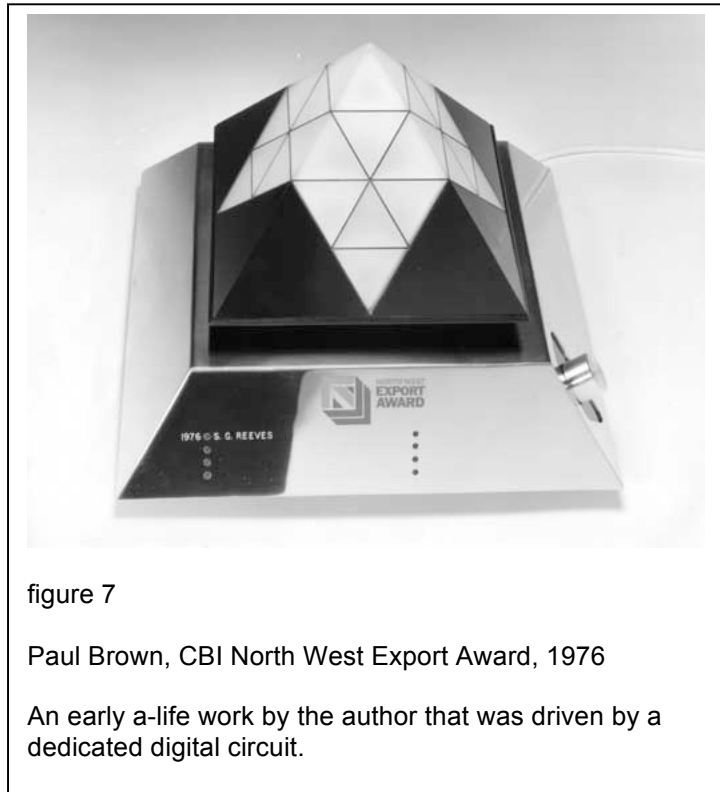 NORTH WEST
EXPORT
AWARD
1976 © S. G. REEVES
figure 7
Paul Brown, CBI North West Export Award, 1976
An early a-life work by the author that was driven by a
dedicated digital circuit.